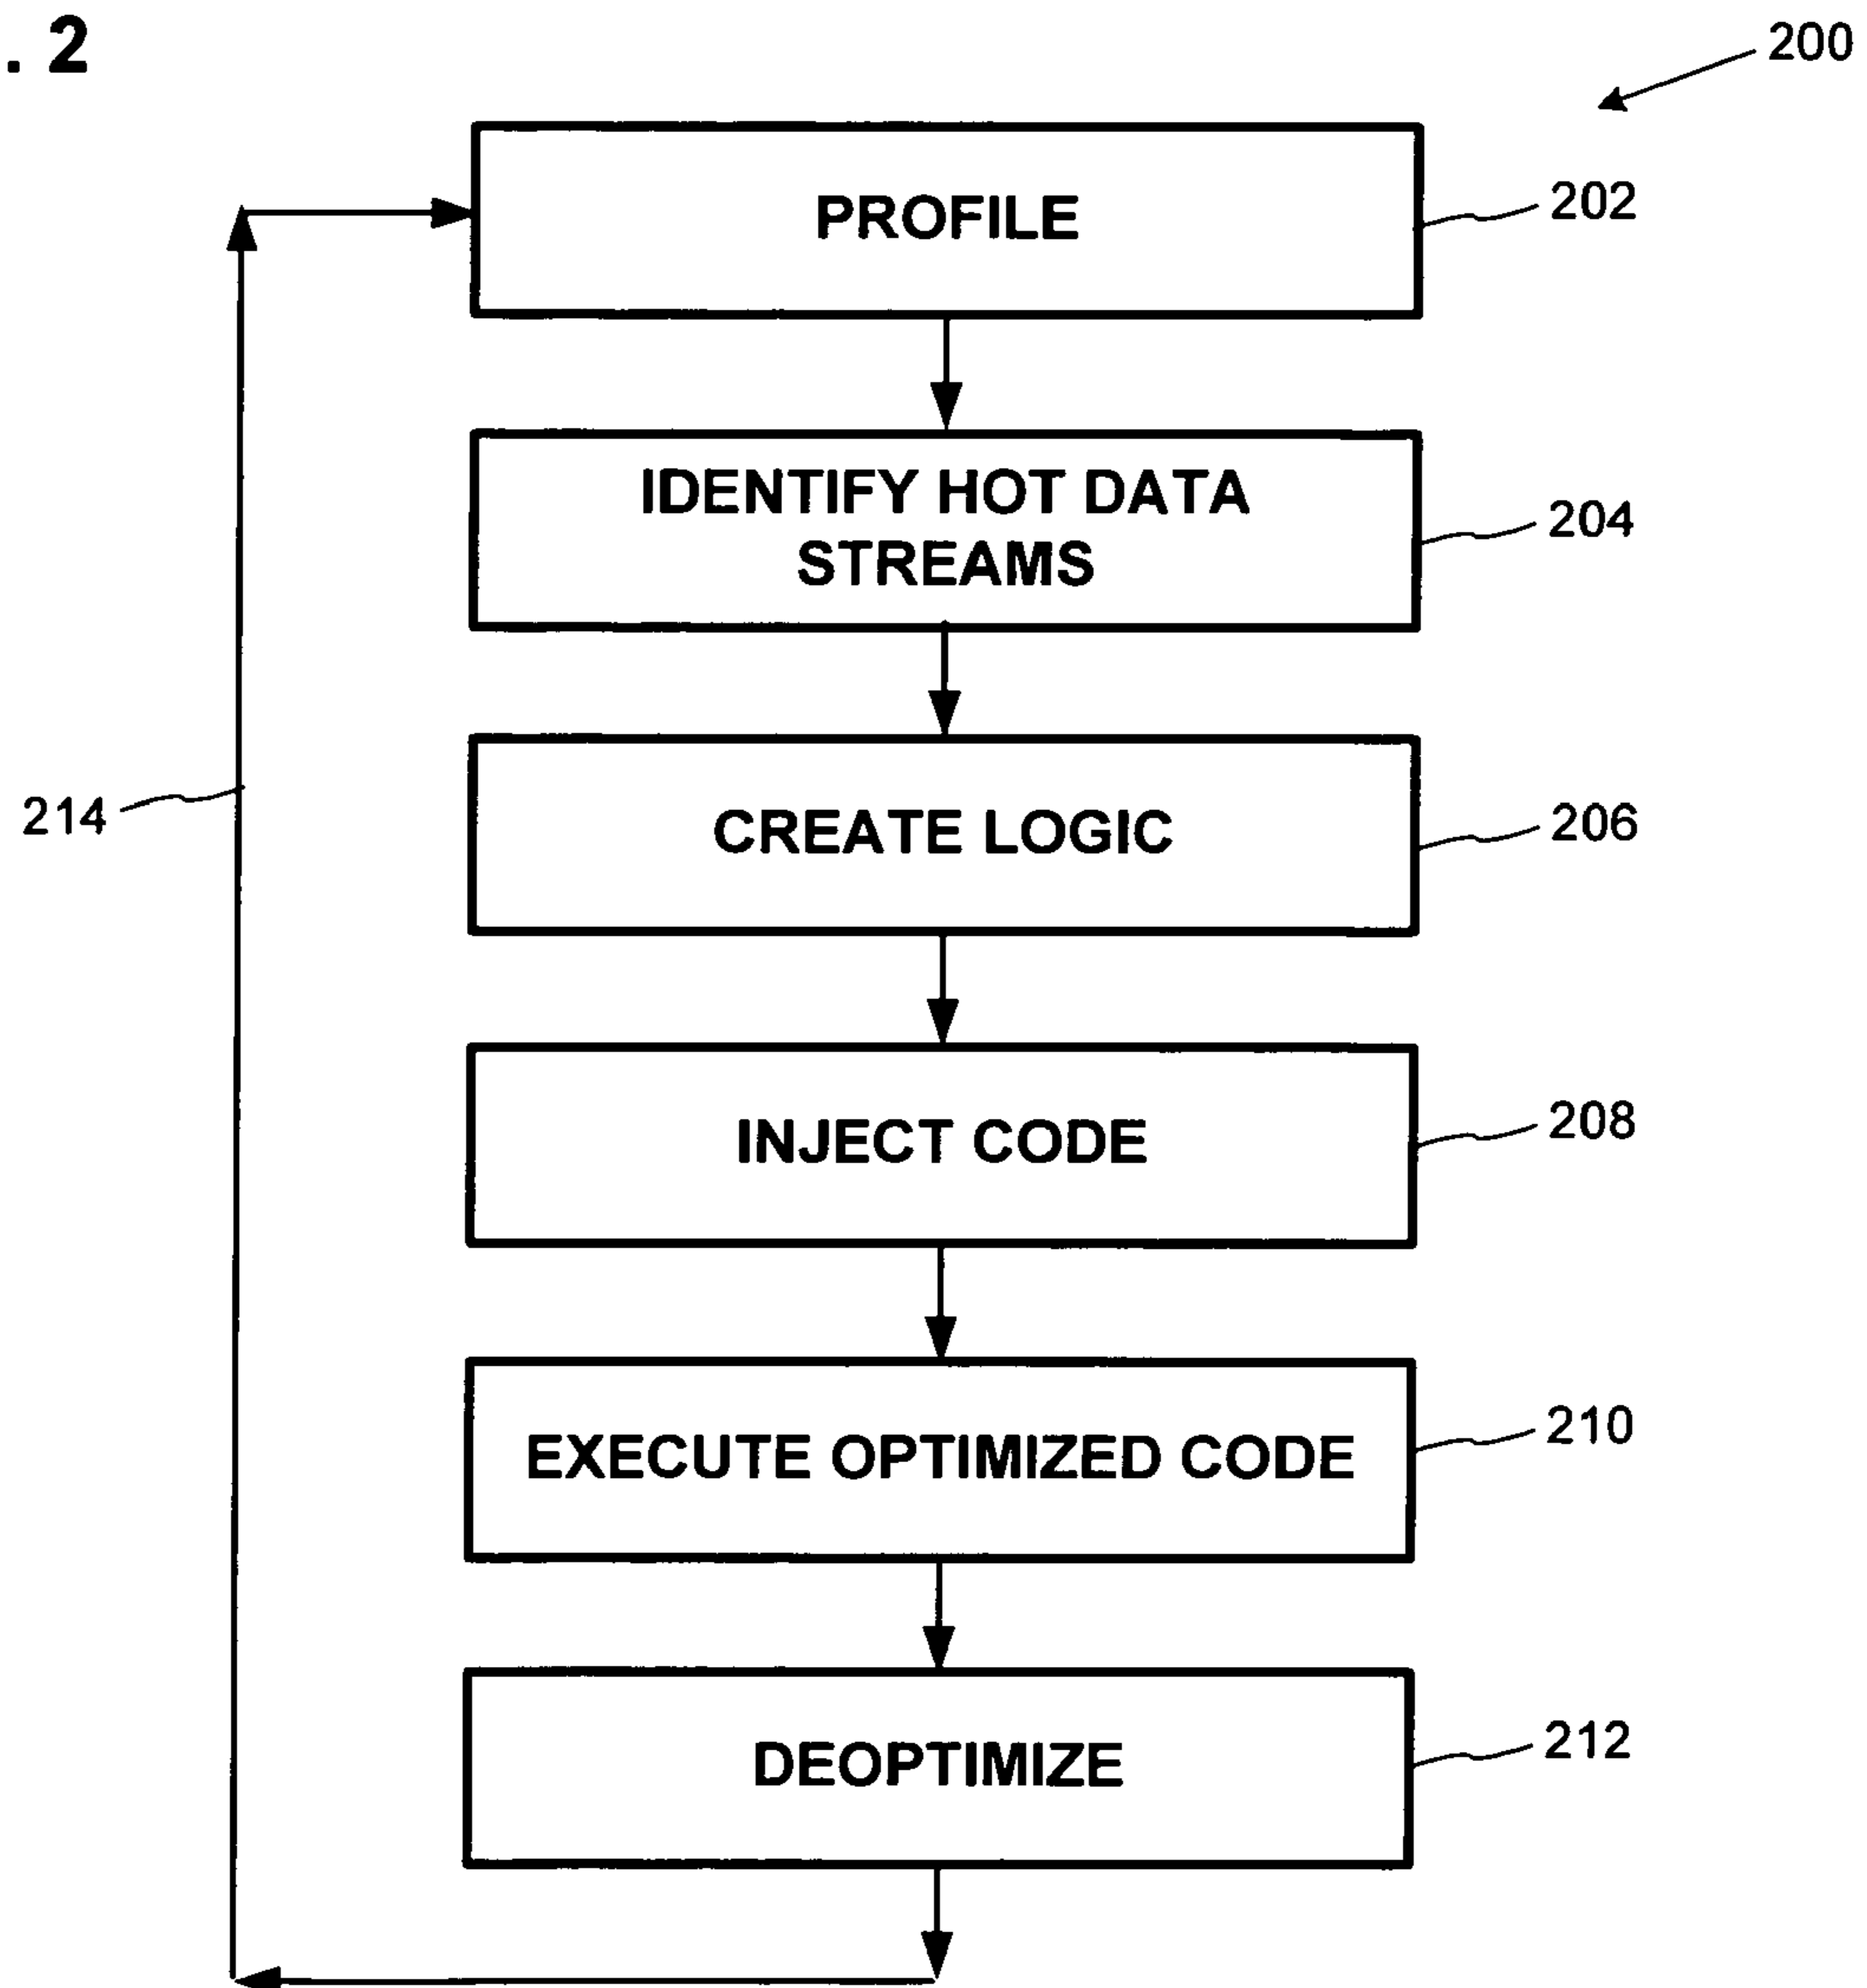 . 2
200
PROFILE
202
IDENTIFY HOT DATA
STREAMS
204
CREATE LOGIC
206
214
INJECT CODE
208
EXECUTE OPTIMIZED CODE
210
DEOPTIMIZE
212